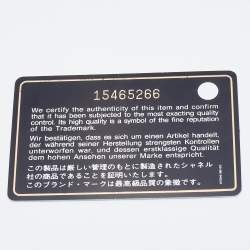 15465266
We certify the authenticity of this item and confirm
that it has been subjected to the most exacting quality
control. Its high quality is a symbol of the fine reputation
of the Trademark.
Wir bestätigen, dass es sich um einen Artikel handelt,
der während seiner Herstellung strengsten Kontrollen
unterworfen war, und dessen erstklassige Qualität
dem hohen Ansehen unserer Marke entspricht.
この製品は、厳しい管理のもとに製造されたシャネル
社の商品であることを証明いたします。
このブランド・マークは最高級品質の象徴です。